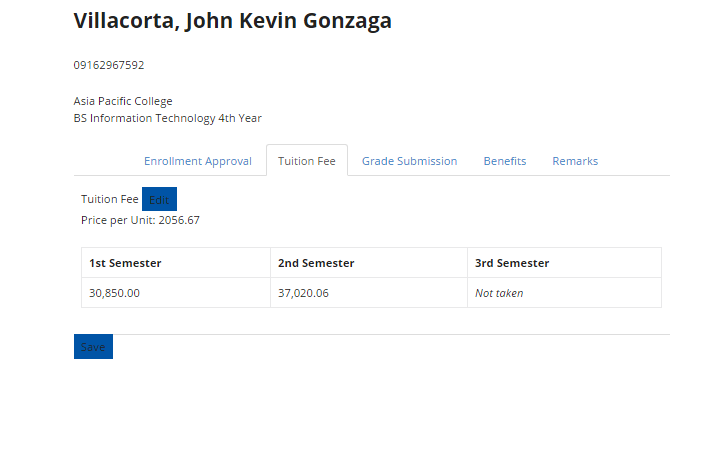 Villacorta, John Kevin Gonzaga
09162967592
Asia Pacific College
BS Information Technology 4th Year
Enrollment Approval Tuition Fee Grade Submission Benefits Remarks
Tuition Fee Edit
Price per Unit: 2056.67
1st Semester 2nd Semester 3rd Semester
30,850.00 37,020.06 Not taken
Save